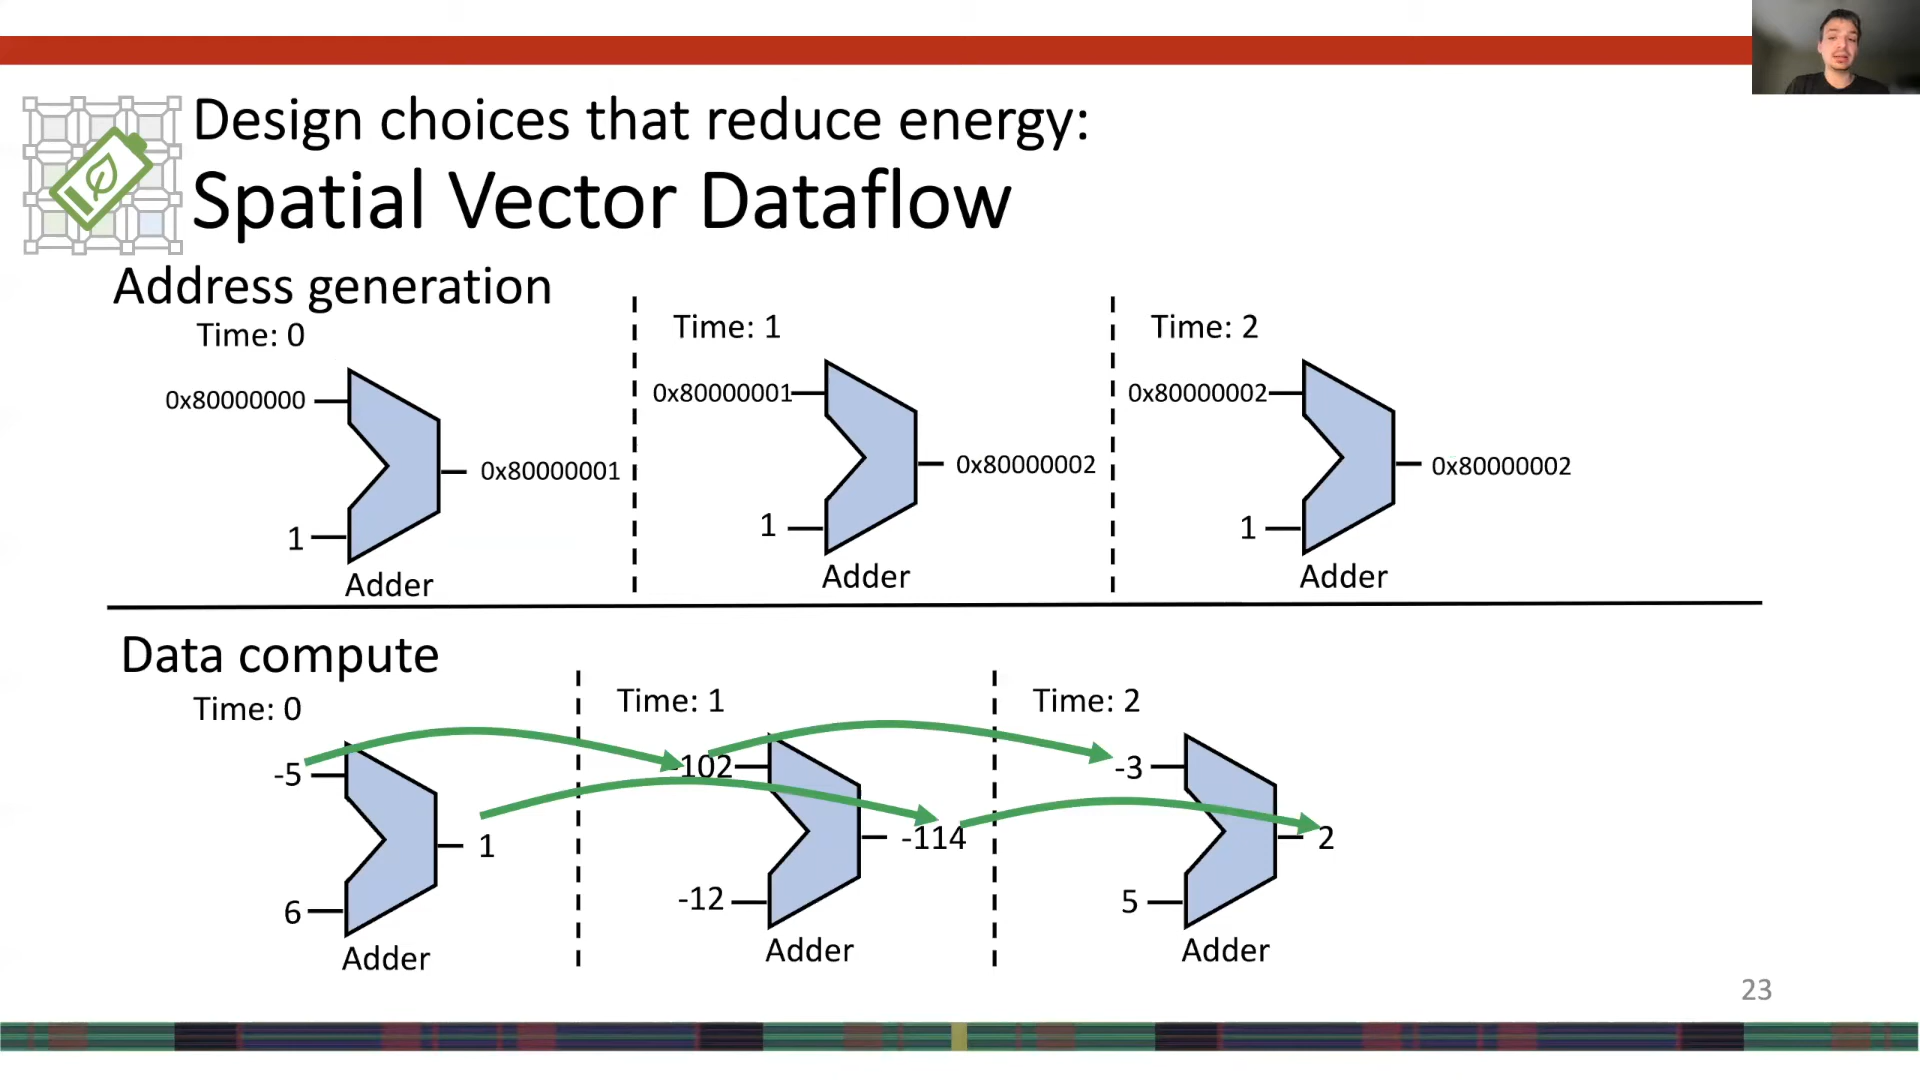 Design choices that reduce energy:
Spatial Vector Dataflow
Address generation
Time: 0
0x80000000
1
0x80000001
Adder
Time: 1
0x80000001
1
0x80000002
Adder
Time: 2
0x80000002
1
0x80000002
Adder
Data compute
Time: 0
-5
6
1
Adder
Time: 1
-102
-12
-114
Adder
Time: 2
-3
5
2
Adder
23